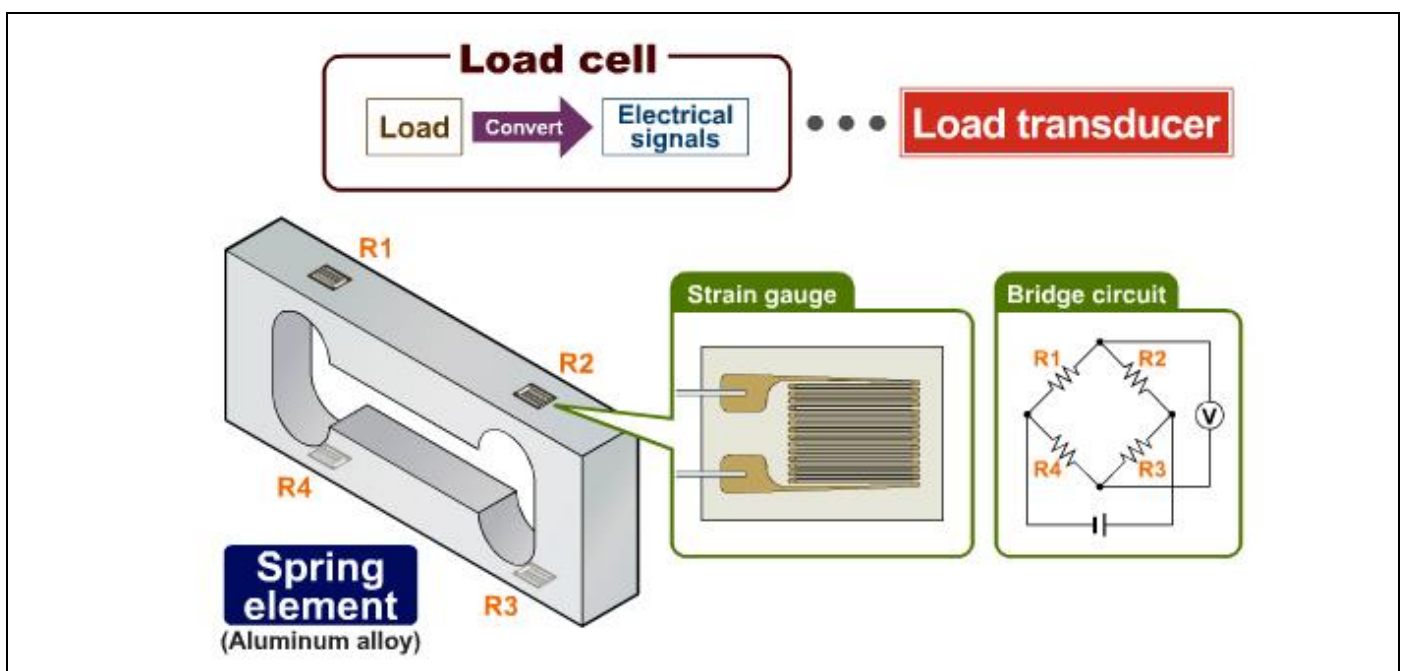 Load cell
Load
Convert
Electrical
signals
Load transducer
R1
R2
R4
R3
Spring
element
(Aluminum alloy)
Strain gauge
Bridge circuit
R1
R2
V
R4
R3